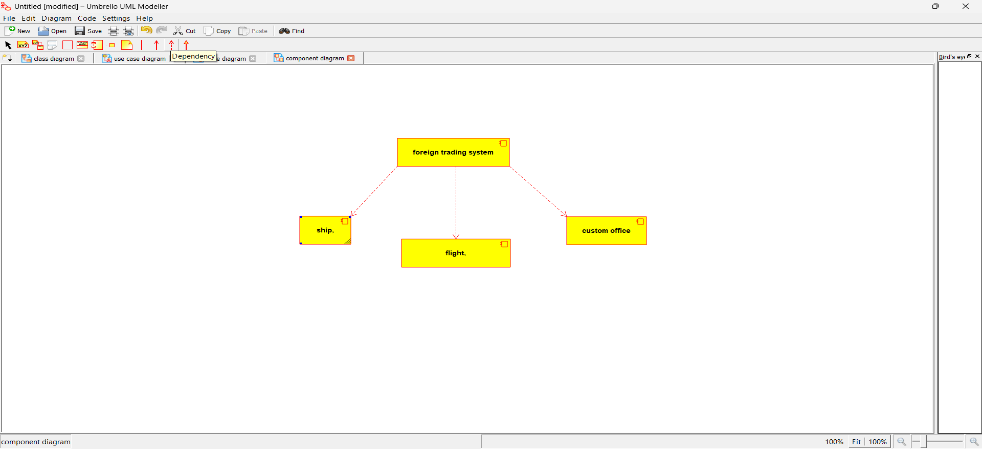 Untitled [modified] – Umbrello UML Modeller
File Edit Diagram Code Settings Help
New Open Save Cut Copy Paste Find
class diagram use case diagram e diagram component diagram
Dependency
Bird's ey
foreign trading system
ship.
flight.
custom office
component diagram
100% Fit 100%